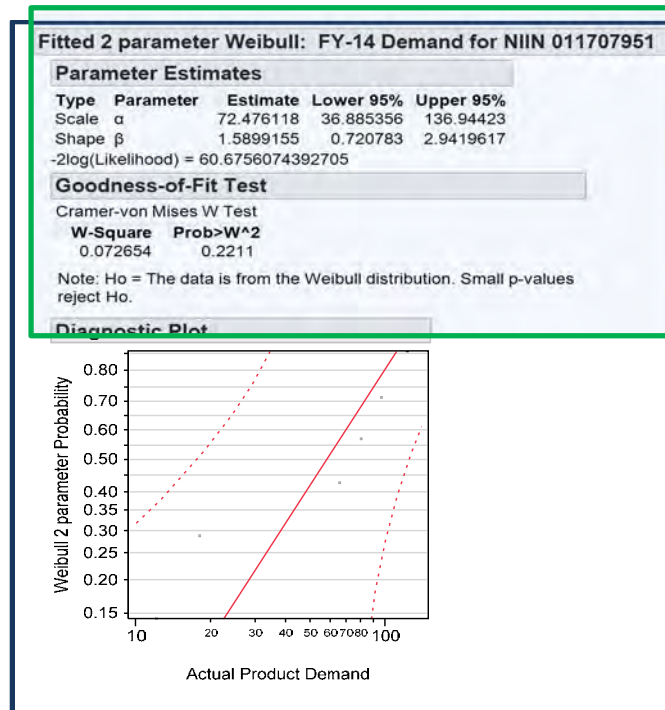 Fitted 2 parameter Weibull: FY-14 Demand for NIIN 011707951
Parameter Estimates
Type Parameter Estimate Lower 95% Upper 95%
Scale α 72.476118 36.885356 136.94423
Shape β 1.5899155 0.720783 2.9419617
-2log(Likelihood) = 60.6756074392705
Goodness-of-Fit Test
Cramer-von Mises W Test
W-Square Prob>W^2
0.072654 0.2211
Note: Ho = The data is from the Weibull distribution. Small p-values
reject Ho.
Diagnostic Plot
Weibull 2 parameter Probability
0.80
0.70
0.60
0.50
0.40
0.35
0.30
0.25
0.20
0.15
10 20 30 40 50 60 70 80 100
Actual Product Demand